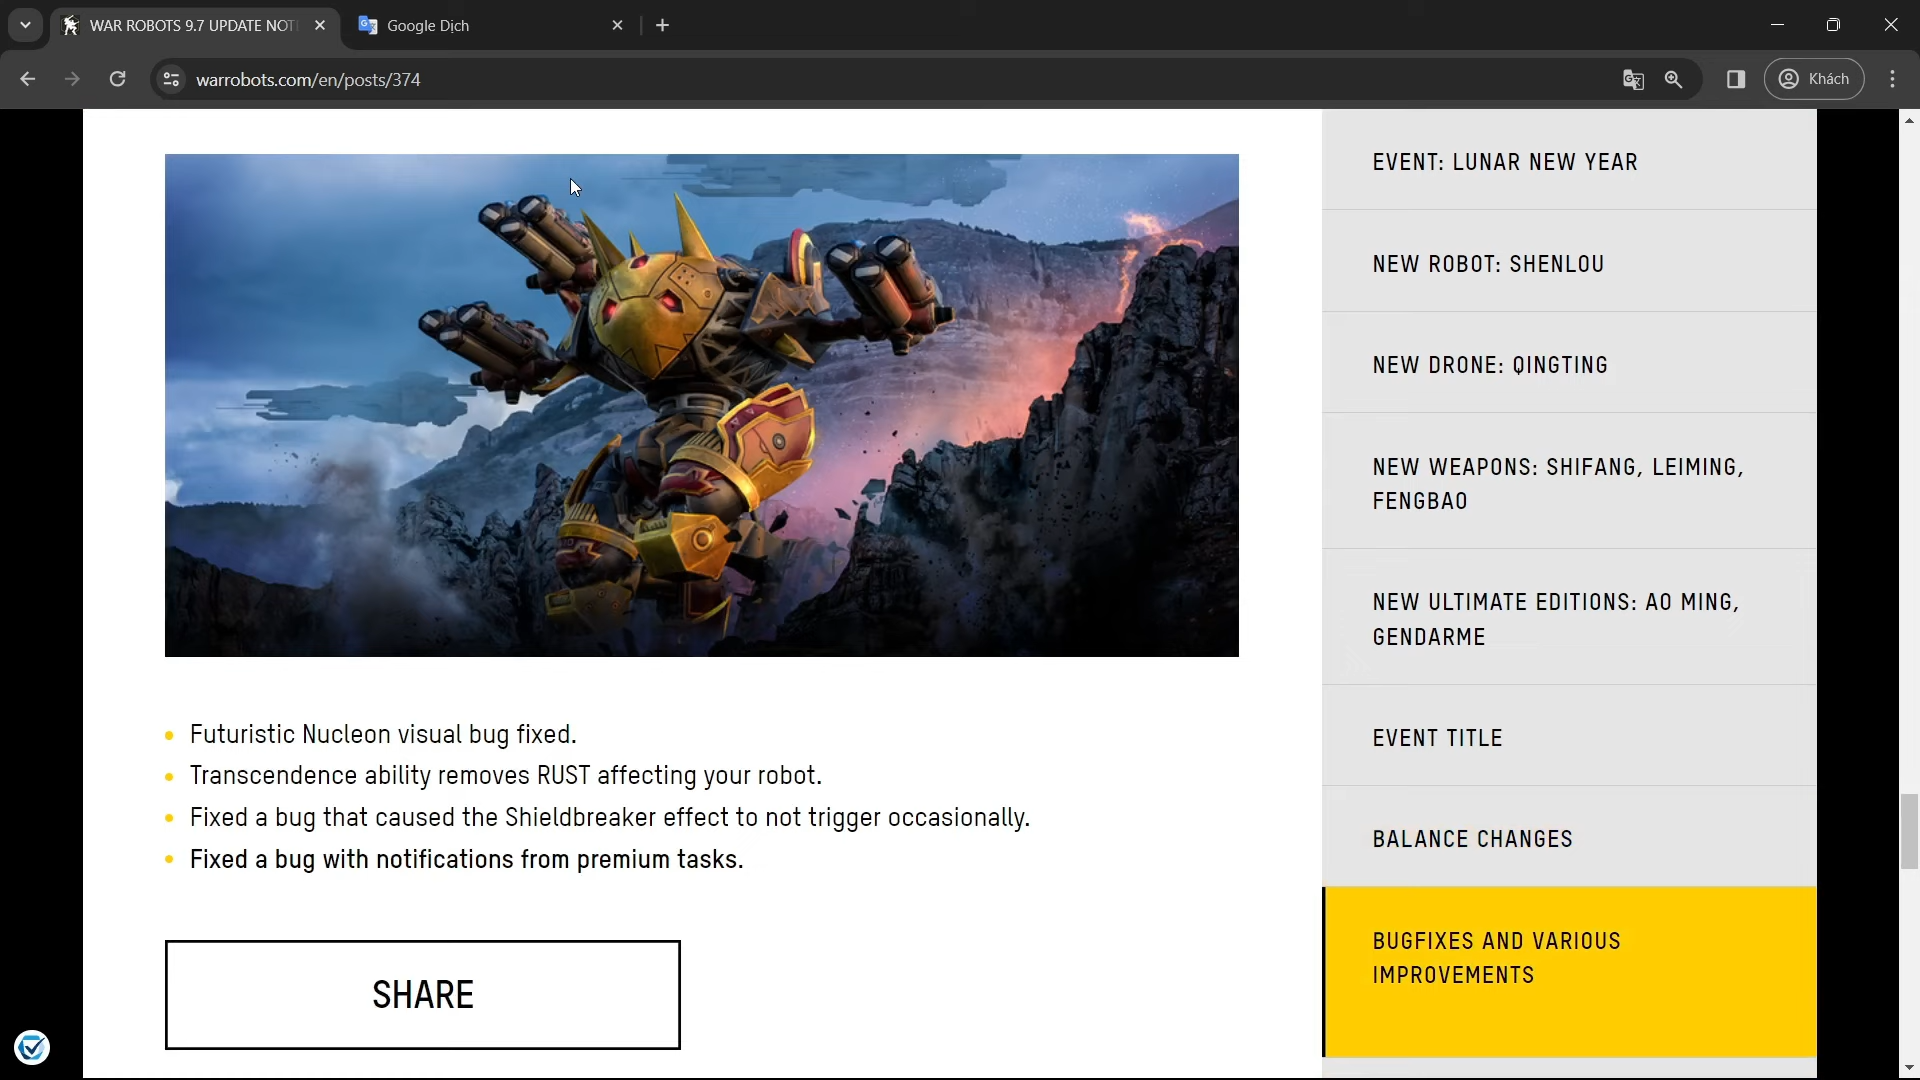 WAR ROBOTS 9.7 UPDATE NOT
Google Dịch
warrobots.com/en/posts/374
Khách
Futuristic Nucleon visual bug fixed.
Transcendence ability removes RUST affecting your robot.
Fixed a bug that caused the Shieldbreaker effect to not trigger occasionally.
Fixed a bug with notifications from premium tasks.
SHARE
EVENT: LUNAR NEW YEAR
NEW ROBOT: SHENLOU
NEW DRONE: QINGTING
NEW WEAPONS: SHIFANG, LEIMING,
FENGBAO
NEW ULTIMATE EDITIONS: AO MING,
GENDARME
EVENT TITLE
BALANCE CHANGES
BUGFIXES AND VARIOUS
IMPROVEMENTS